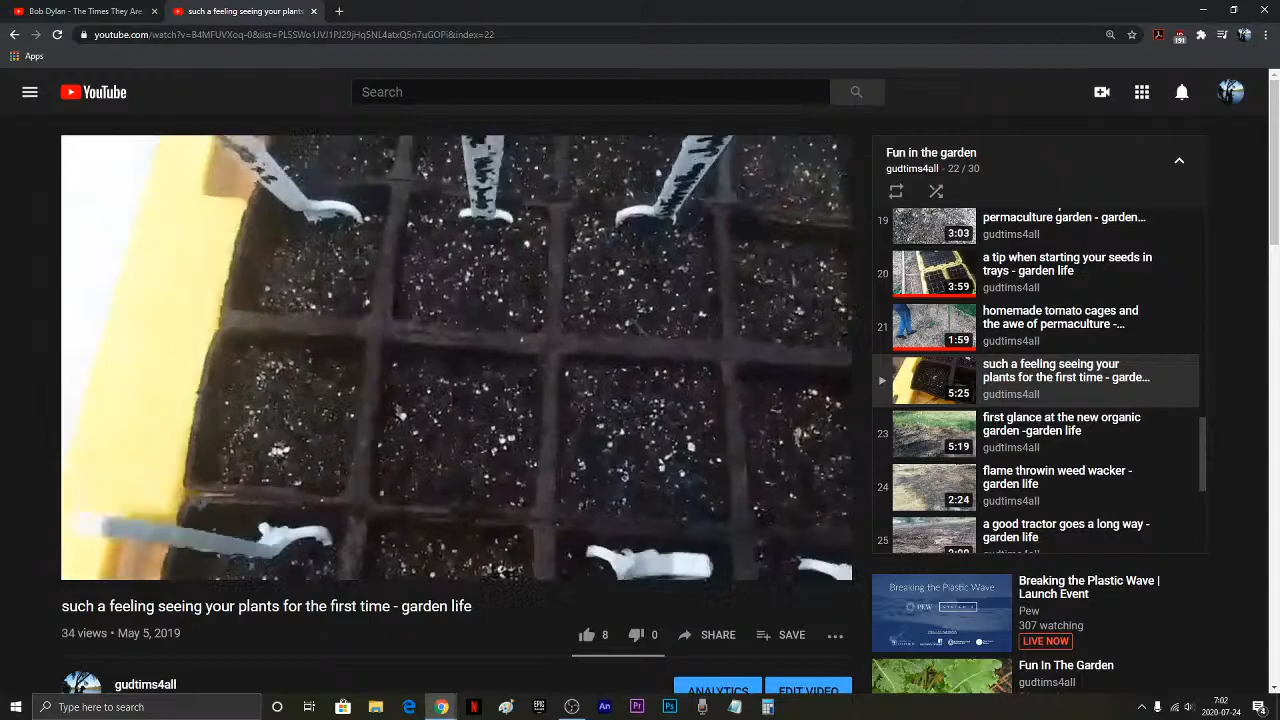 Bob Dylan - The Times They Are
such a feeling seeing your plants
youtube.com/watch?v=B4MFUVXoq-0&list=PL5SWo1JVJ1PJ29jHqSNL4atxQ5n7uGOPi&index=22
191
Apps
YouTube
Search
Fun in the garden
gudtims4all - 22 / 30
19
3:03
permaculture garden - garden...
gudtims4all
20
3:59
a tip when starting your seeds in
trays - garden life
gudtims4all
21
1:59
homemade tomato cages and
the awe of permaculture -...
gudtims4all
5:25
such a feeling seeing your
plants for the first time - garde...
gudtims4all
23
5:19
first glance at the new organic
garden -garden life
gudtims4all
24
2:24
flame throwin weed wacker -
garden life
gudtims4all
25
a good tractor goes a long way -
garden life
such a feeling seeing your plants for the first time - garden life
34 views • May 5, 2019
8
0
SHARE
SAVE
gudtims4all
ANALYTICS
EDIT VIDEO
Breaking the Plastic Wave
PEW
Breaking the Plastic Wave |
Launch Event
Pew
307 watching
LIVE NOW
Fun In The Garden
gudtims4all
Type here to search
7:02
2020-07-24